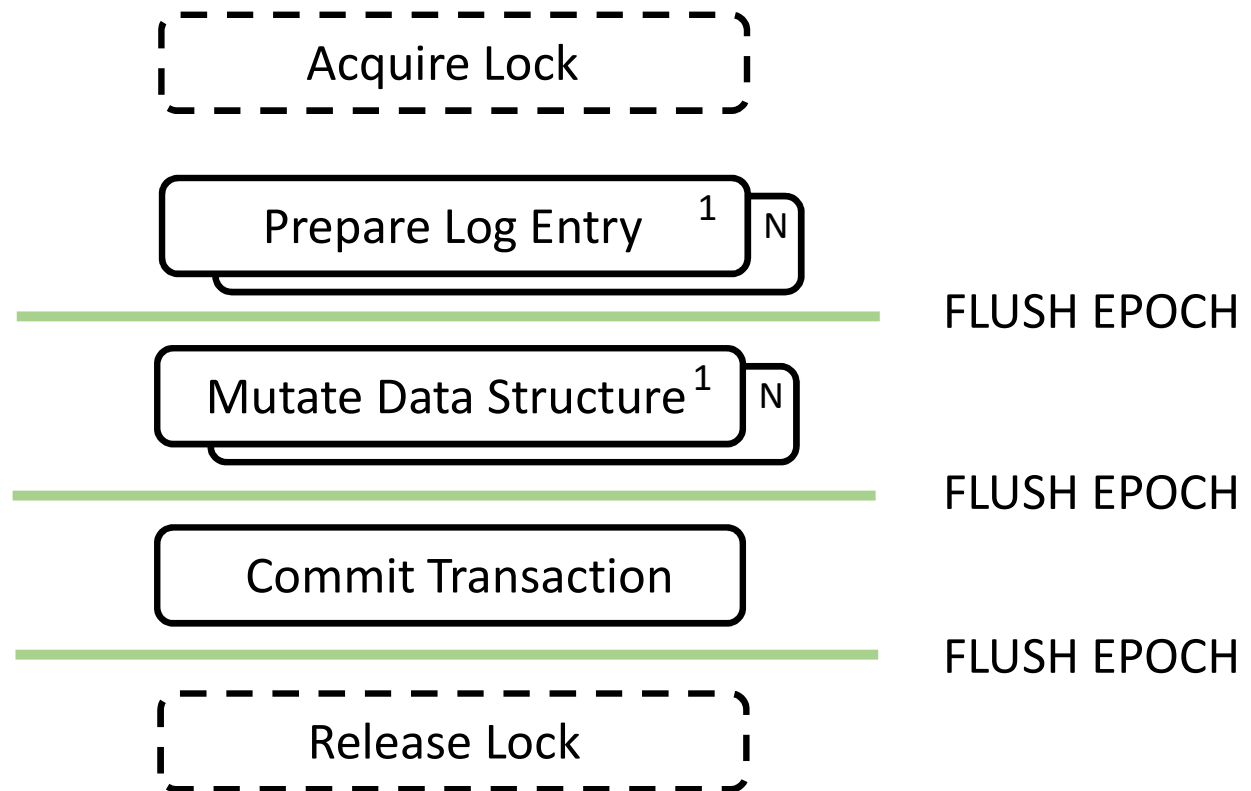 Acquire Lock
Prepare Log Entry 1 N
FLUSH EPOCH
Mutate Data Structure 1 N
FLUSH EPOCH
Commit Transaction
FLUSH EPOCH
Release Lock